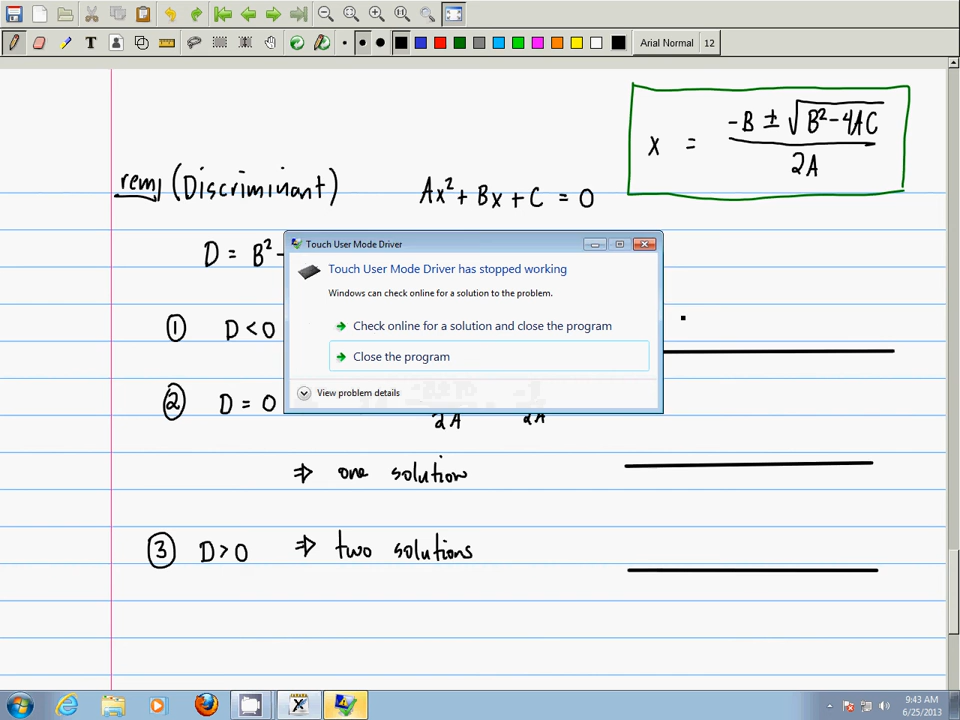 Arial Normal 12
x = -B ± √B²-4AC
2A
rem (Discriminant) Ax² + Bx + C = 0
D = B² -
Touch User Mode Driver
Touch User Mode Driver has stopped working
Windows can check online for a solution to the problem.
① D < 0
Check online for a solution and close the program
Close the program
View problem details
② D = 0
2A 2A
⇒ one solution
③ D > 0 ⇒ two solutions
9:43 AM
6/25/2013